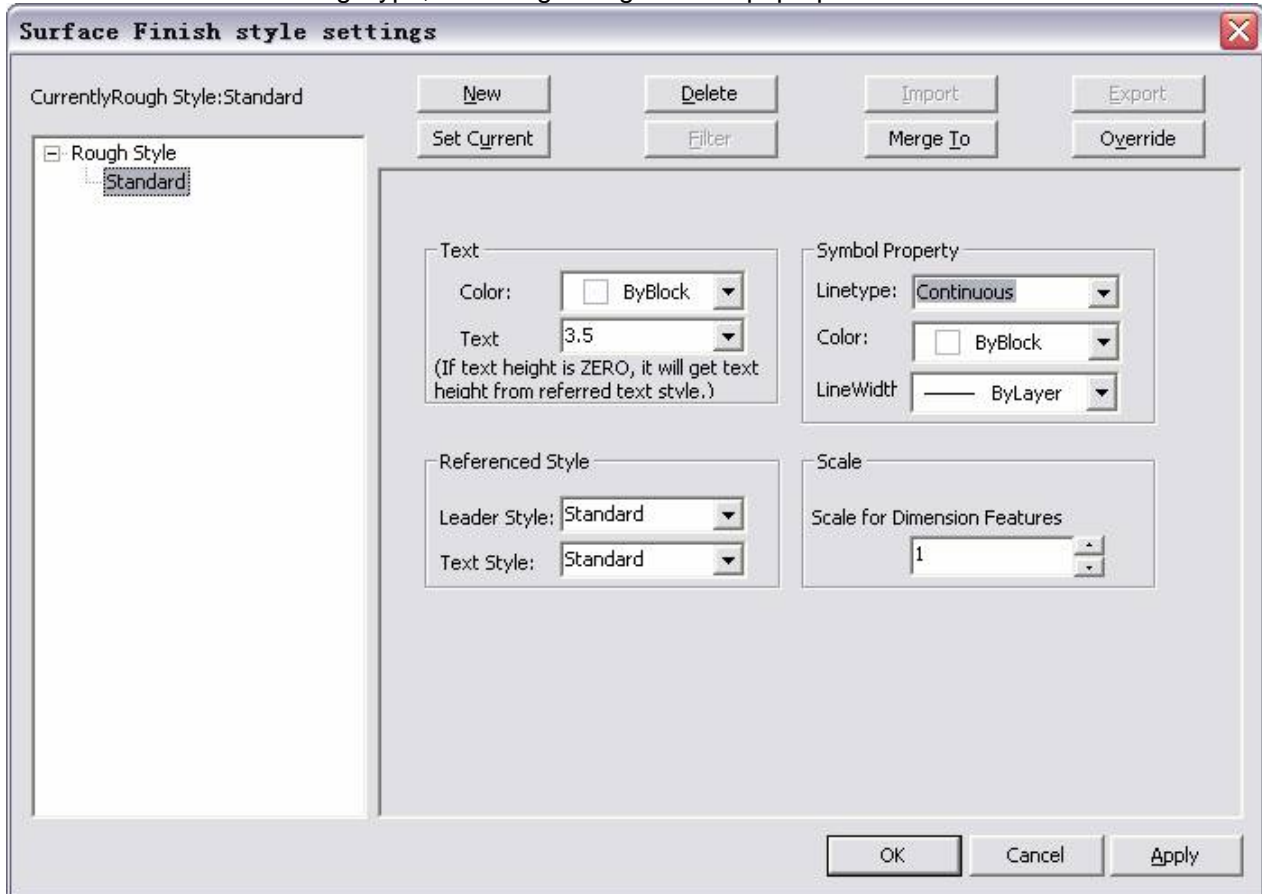 Surface Finish style settings
CurrentlyRough Style:Standard
New
Delete
Import
Export
Set Current
Filter
Merge To
Override
Rough Style
Standard
Text
Color:
ByBlock
Text
3.5
(If text height is ZERO, it will get text
height from referred text style.)
Symbol Property
Linetype:
Continuous
Color:
ByBlock
LineWidth
ByLayer
Referenced Style
Leader Style:
Standard
Text Style:
Standard
Scale
Scale for Dimension Features
1
OK
Cancel
Apply